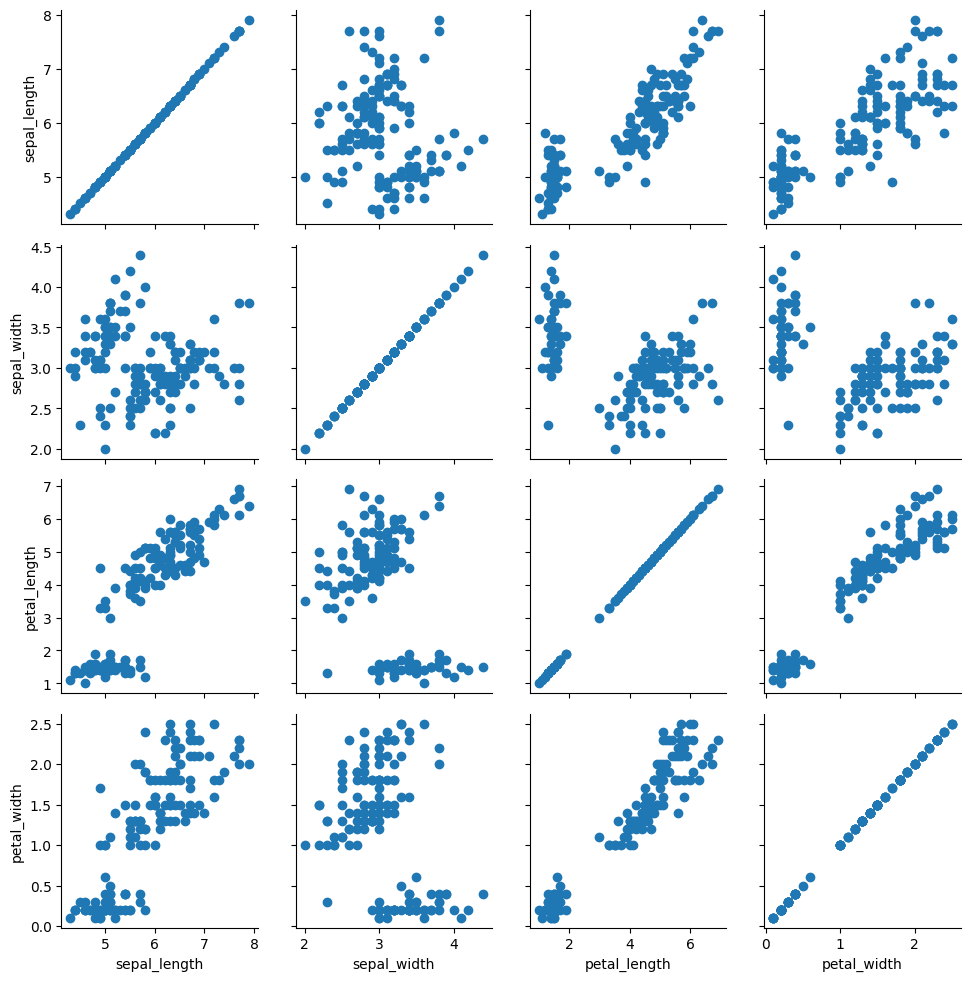 8
7
6
5
sepal_length
4.5
4.0
3.5
3.0
2.5
2.0
sepal_width
7
6
5
4
3
2
1
petal_length
2.5
2.0
1.5
1.0
0.5
0.0
petal_width
5 6 7 8
2 3 4
2 4 6
0 1 2
sepal_length sepal_width petal_length petal_width